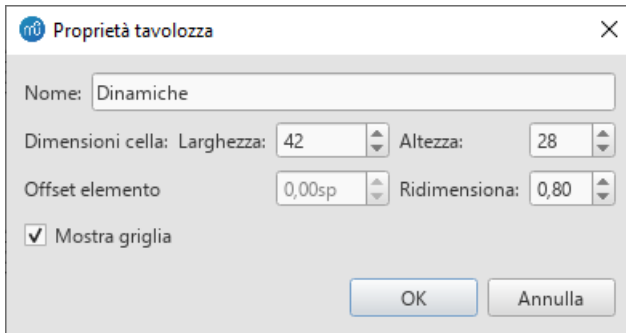 Proprietà tavolozza
Nome: Dinamiche
Dimensioni cella: Larghezza: 42 Altezza: 28
Offset elemento 0,00sp Ridimensiona: 0,80
Mostra griglia
OK Annulla